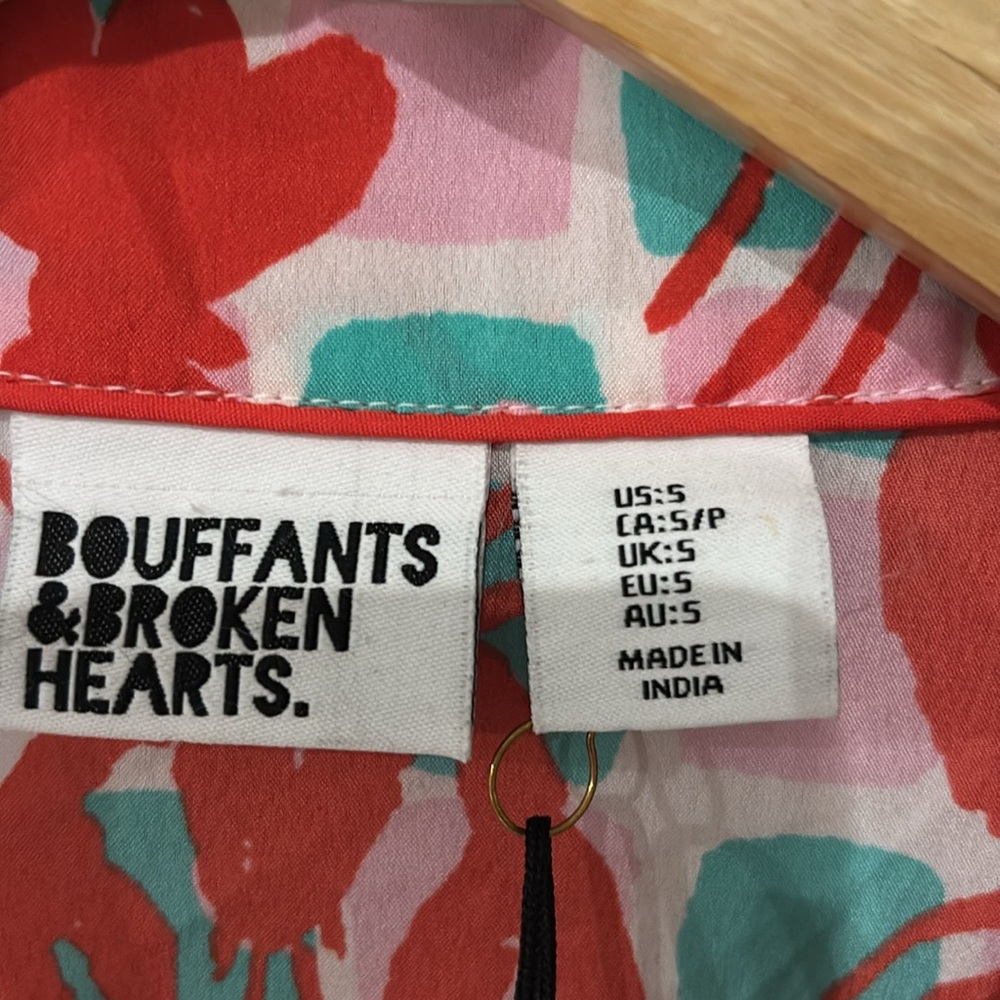 BOUFFANTS
&BROKEN
HEARTS.
US:S
CA:S/P
UK:S
EU:S
AU:S
MADE IN
INDIA